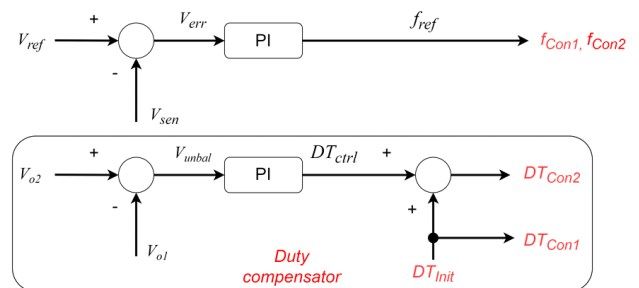 V_err
f_ref
V_ref
+
PI
f_Con1, f_Con2
-
V_sen
V_unbal
DT_ctrl
V_o2
+
PI
+
DT_Con2
-
+
V_o1
DT_Con1
Duty
compensator
DT_Init